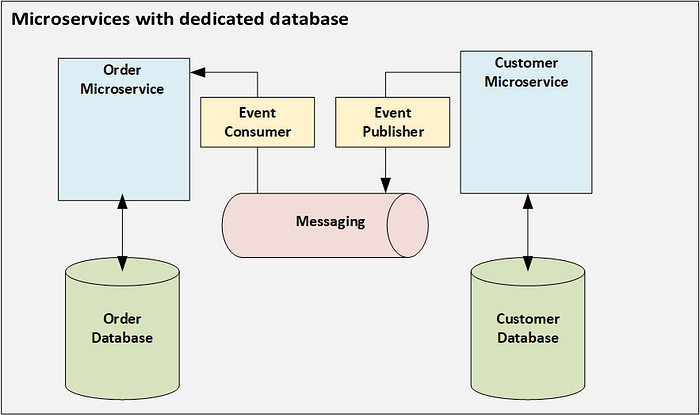 Microservices with dedicated database
Order
Microservice
Customer
Microservice
Event
Consumer
Event
Publisher
Messaging
Order
Database
Customer
Database